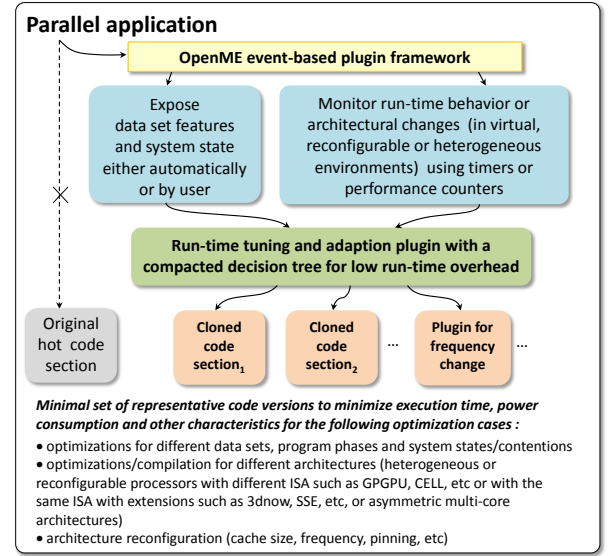 Parallel application
OpenME event-based plugin framework
Expose
data set features
and system state
either automatically
or by user
Monitor run-time behavior or
architectural changes (in virtual,
reconfigurable or heterogeneous
environments) using timers or
performance counters
Run-time tuning and adaption plugin with a
compacted decision tree for low run-time overhead
Original
hot code
section
Cloned
code
section1
Cloned
code
section2
...
Plugin for
frequency
change
...
Minimal set of representative code versions to minimize execution time, power
consumption and other characteristics for the following optimization cases :
• optimizations for different data sets, program phases and system states/contentions
• optimizations/compilation for different architectures (heterogeneous or
reconfigurable processors with different ISA such as GPGPU, CELL, etc or with the
same ISA with extensions such as 3dnow, SSE, etc, or asymmetric multi-core
architectures)
• architecture reconfiguration (cache size, frequency, pinning, etc)